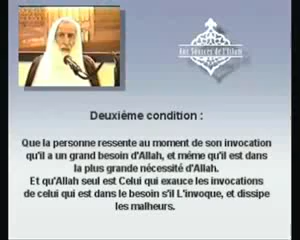 Aux Sources de l'Islam
Deuxième condition :
Que la personne ressente au moment de son invocation
qu'il a un grand besoin d'Allah, et même qu'il est dans
la plus grande nécessité d'Allah.
Et qu'Allah seul est Celui qui exauce les invocations
de celui qui est dans le besoin s'il L'invoque, et dissipe
les malheurs.